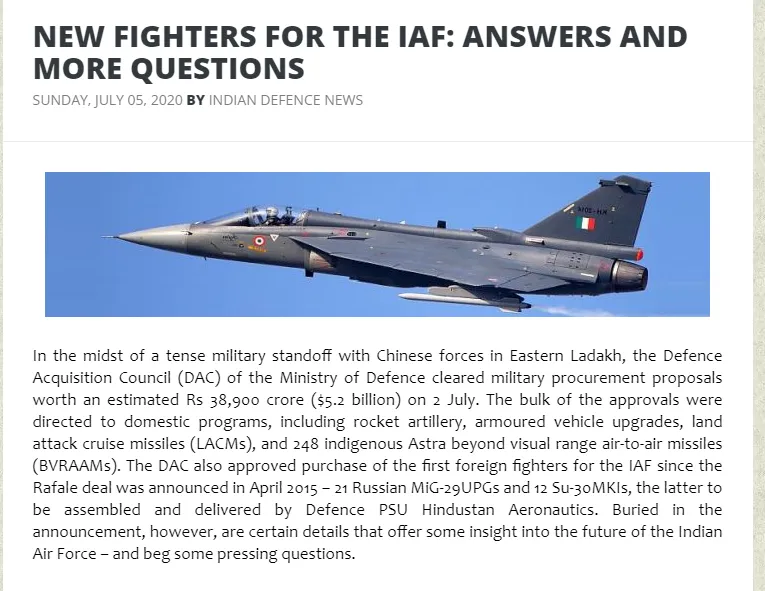 NEW FIGHTERS FOR THE IAF: ANSWERS AND
MORE QUESTIONS
SUNDAY, JULY 05, 2020 BY INDIAN DEFENCE NEWS
In the midst of a tense military standoff with Chinese forces in Eastern Ladakh, the Defence
Acquisition Council (DAC) of the Ministry of Defence cleared military procurement proposals
worth an estimated Rs 38,900 crore ($5.2 billion) on 2 July. The bulk of the approvals were
directed to domestic programs, including rocket artillery, armoured vehicle upgrades, land
attack cruise missiles (LACMs), and 248 indigenous Astra beyond visual range air-to-air missiles
(BVRAAMs). The DAC also approved purchase of the first foreign fighters for the IAF since the
Rafale deal was announced in April 2015 – 21 Russian MiG-29UPGs and 12 Su-30MKIs, the latter to
be assembled and delivered by Defence PSU Hindustan Aeronautics. Buried in the
announcement, however, are certain details that offer some insight into the future of the Indian
Air Force – and beg some pressing questions.